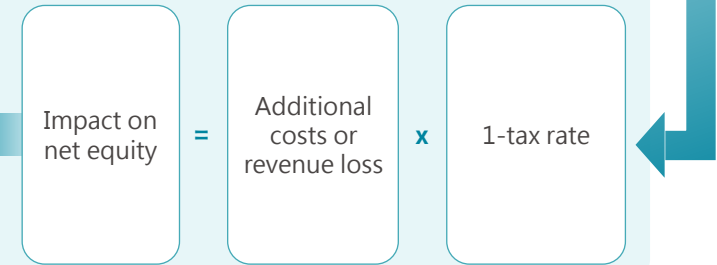 Impact on
net equity
=
Additional
costs or
revenue loss
x
1-tax rate